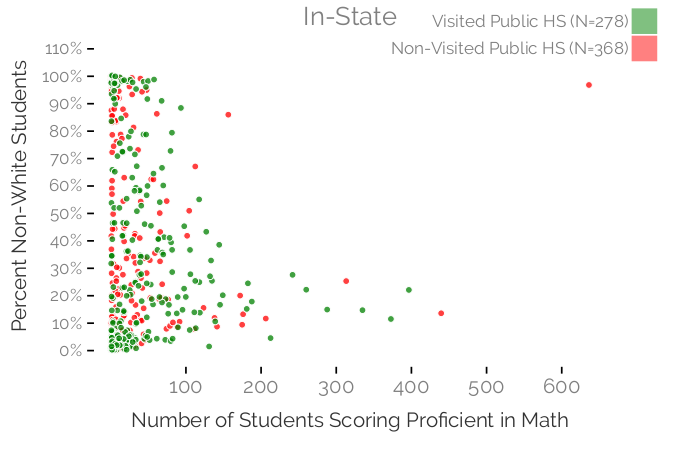 In-State
Visited Public HS (N=278)
Non-Visited Public HS (N=368)
Percent Non-White Students
110%
100%
90%
80%
70%
60%
50%
40%
30%
20%
10%
0%
100 200 300 400 500 600
Number of Students Scoring Proficient in Math